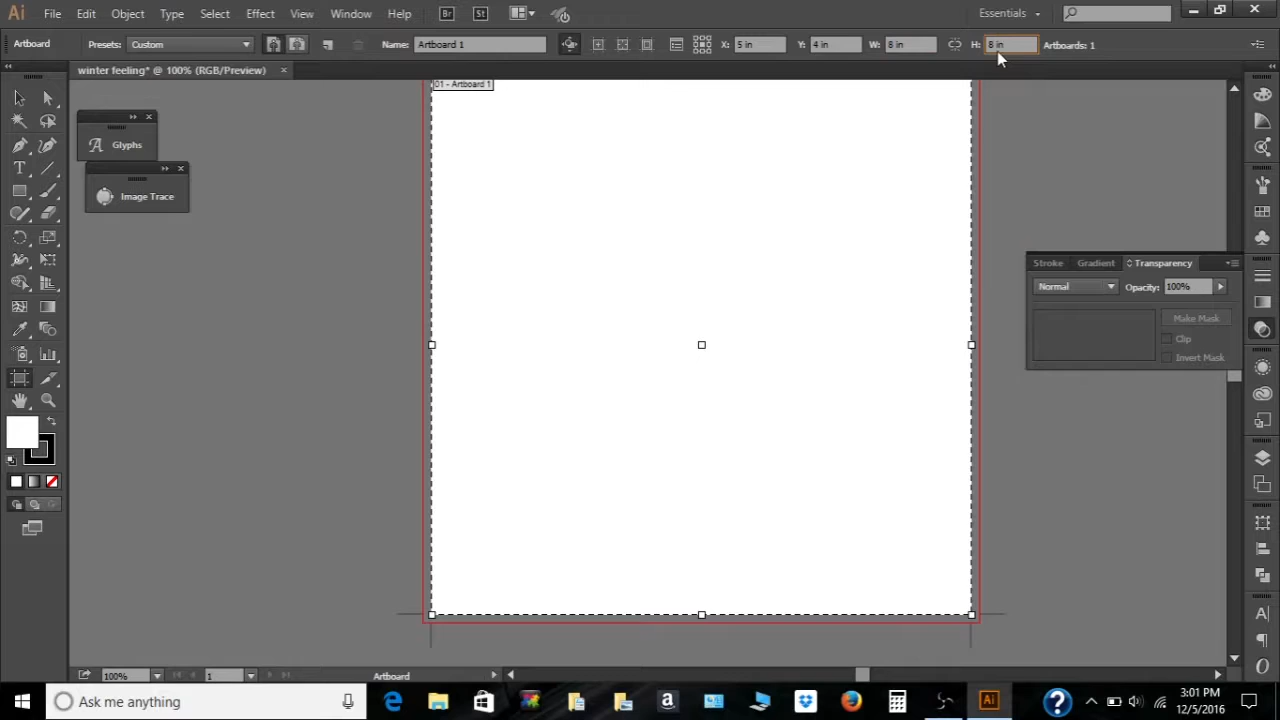 Ai File Edit Object Type Select Effect View Window Help Br St Essentials
Artboard Presets: Custom Name: Artboard 1 X: 5 in Y: 4 in W: 8 in H: 8 in Artboards: 1
winter feeling* @ 100% (RGB/Preview)
01 - Artboard 1
Glyphs
Image Trace
Stroke Gradient Transparency
Normal Opacity: 100%
Make Mask
Clip
Invert Mask
100% 1 Artboard
Ask me anything
Ai
3:01 PM
12/5/2016